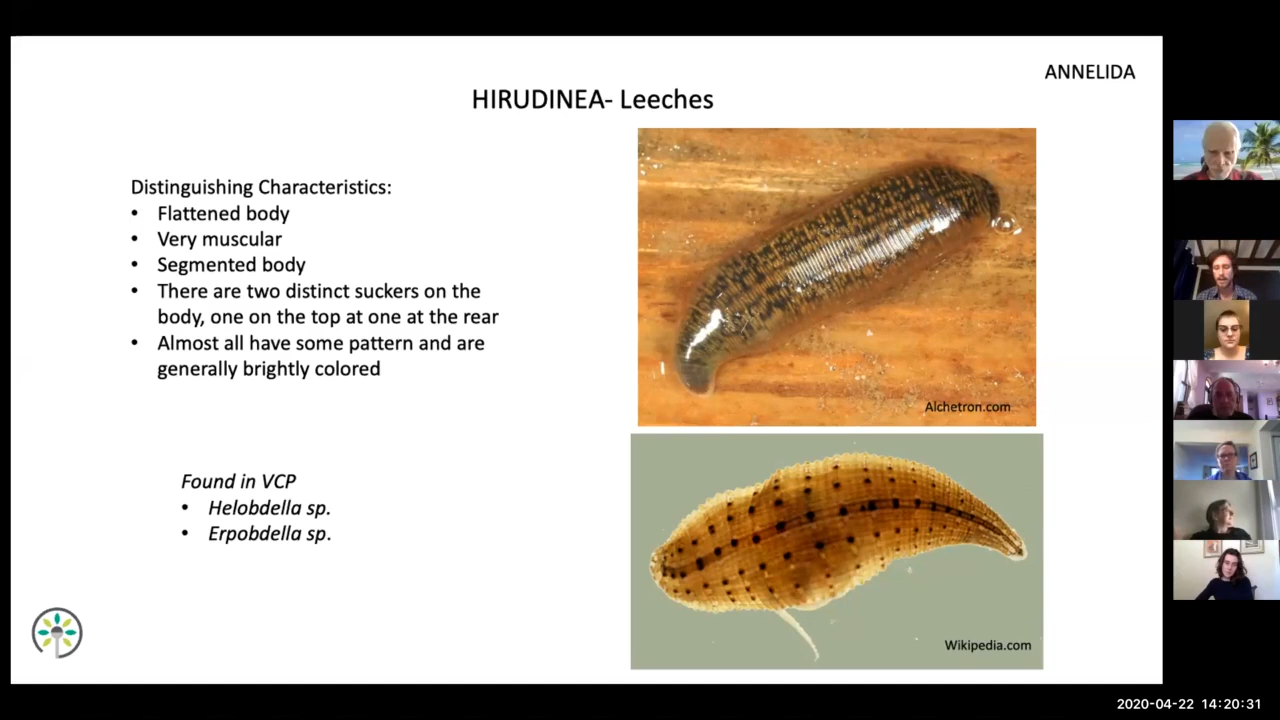 ANNELIDA
HIRUDINEA- Leeches
Distinguishing Characteristics:
• Flattened body
• Very muscular
• Segmented body
• There are two distinct suckers on the
body, one on the top at one at the rear
• Almost all have some pattern and are
generally brightly colored
Found in VCP
• Helobdella sp.
• Erpobdella sp.
Alchetron.com
Wikipedia.com
2020-04-22 14:20:31